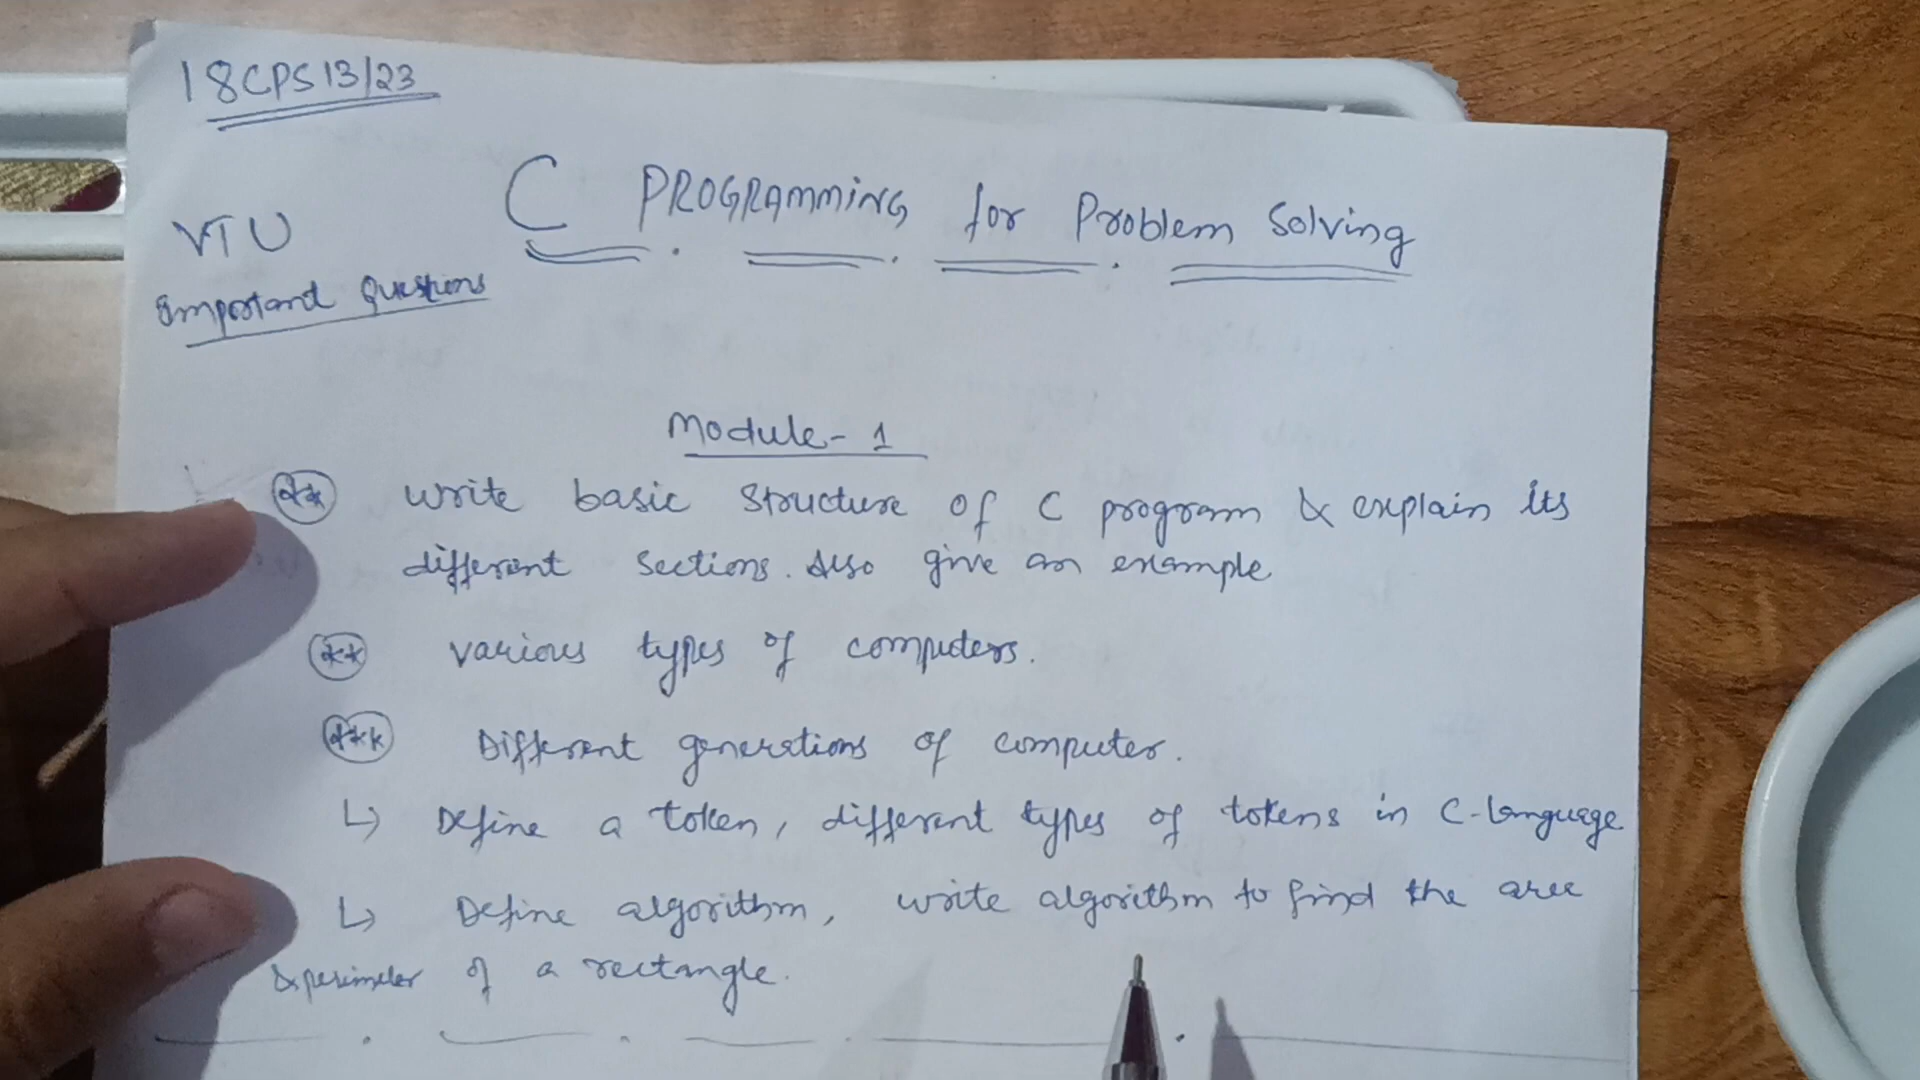 18CPS13/23
C PROGRAMMING for Problem Solving
VTU
Important Questions
Module - 1
** write basic structure of C program & explain its
different sections. Also give an example
** various types of computers.
*** Different generations of computer.
↳ Define a token, different types of tokens in C-language
↳ Define algorithm, write algorithm to find the area
& perimeter of a rectangle.